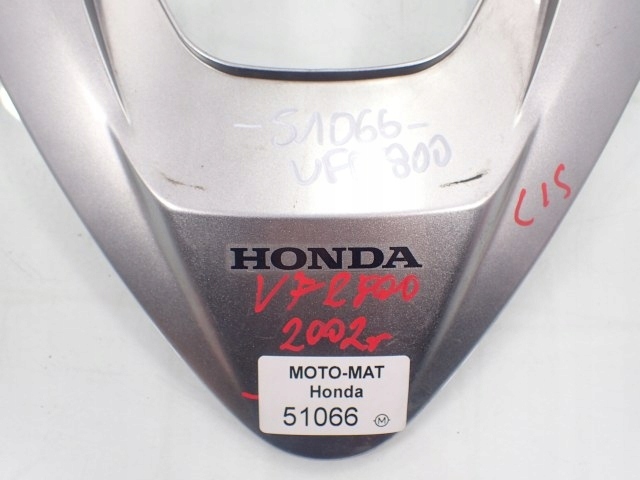 -51066-
VFR 800
C15
HONDA
VFR800
2002r
MOTO-MAT
Honda
51066 M